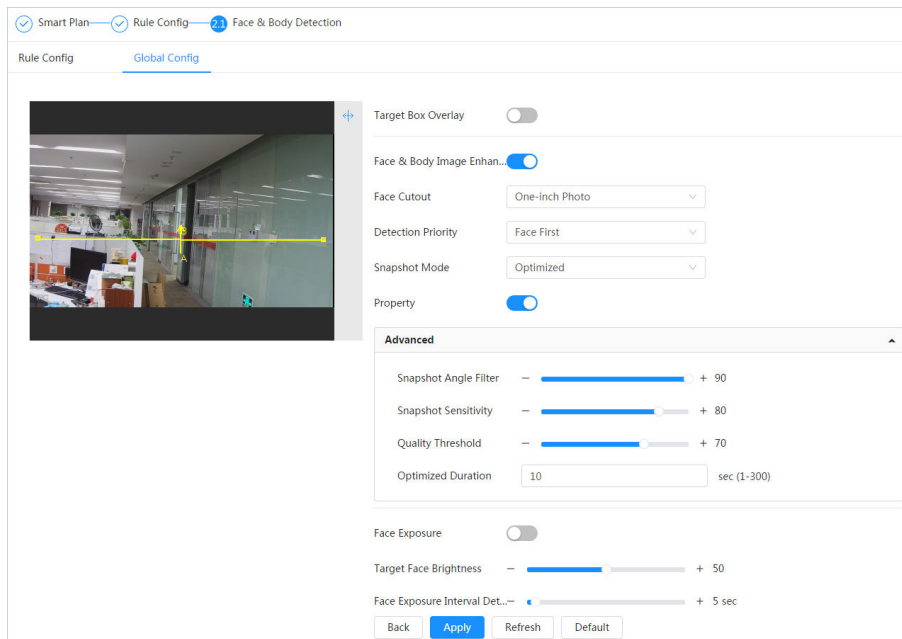 Smart Plan Rule Config 2.1 Face & Body Detection
Rule Config Global Config
Target Box Overlay
Face & Body Image Enhan...
Face Cutout One-inch Photo
Detection Priority Face First
Snapshot Mode Optimized
Property
Advanced
Snapshot Angle Filter − + 90
Snapshot Sensitivity − + 80
Quality Threshold − + 70
Optimized Duration 10 sec (1-300)
Face Exposure
Target Face Brightness − + 50
Face Exposure Interval Det... − + 5 sec
Back Apply Refresh Default
B
A